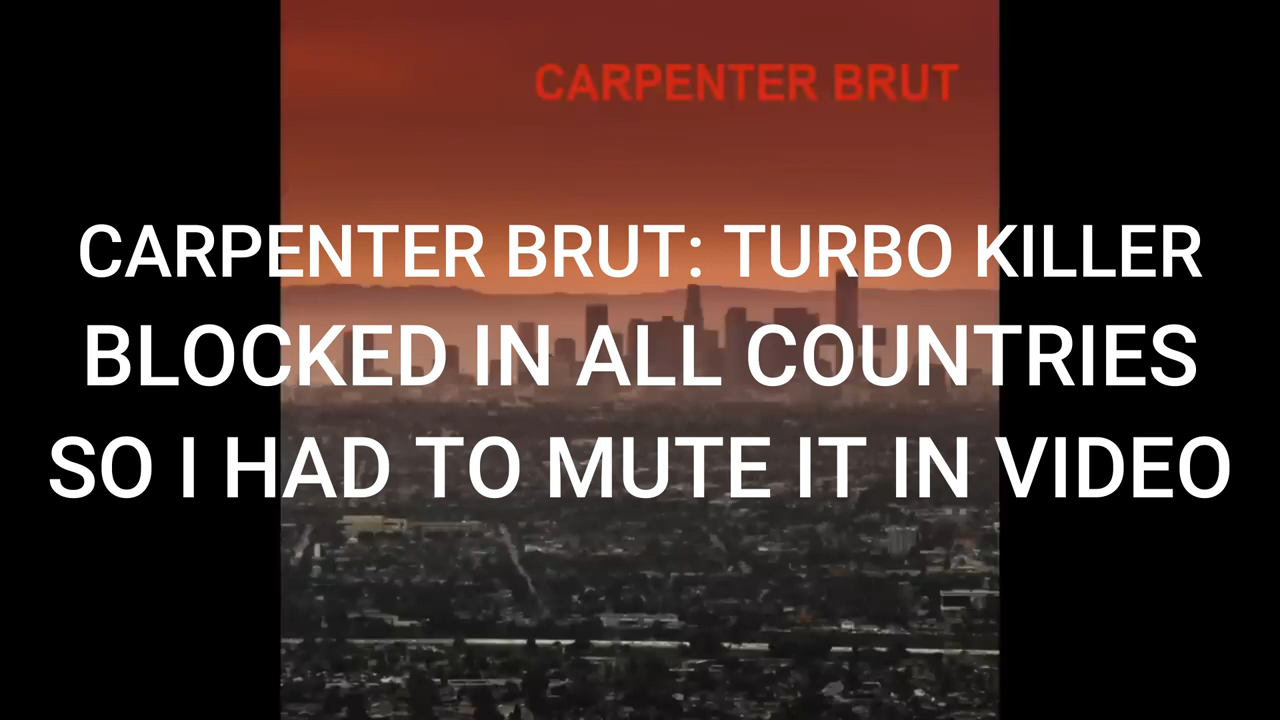 CARPENTER BRUT
CARPENTER BRUT: TURBO KILLER
BLOCKED IN ALL COUNTRIES
SO I HAD TO MUTE IT IN VIDEO